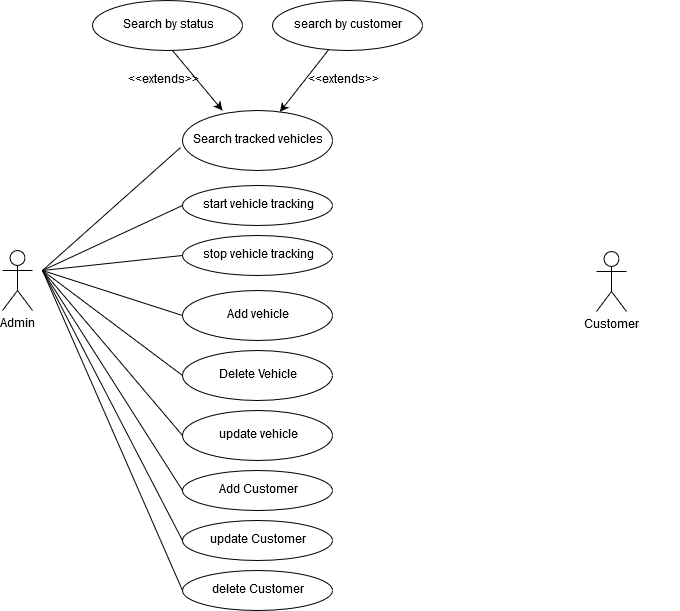 Search by status
search by customer
<<extends>>
<<extends>>
Search tracked vehicles
start vehicle tracking
stop vehicle tracking
Admin
Customer
Add vehicle
Delete Vehicle
update vehicle
Add Customer
update Customer
delete Customer